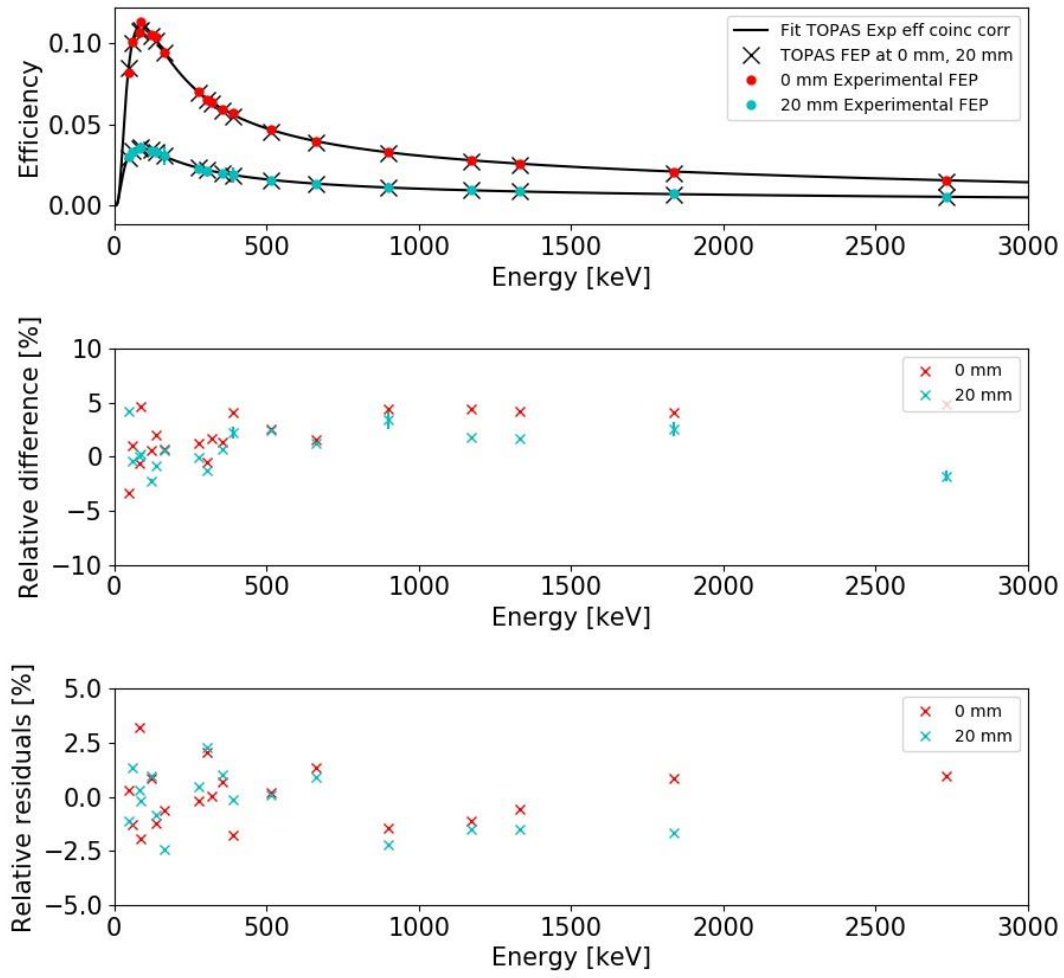 Efficiency
0.10
0.05
0.00
Fit TOPAS Exp eff coinc corr
TOPAS FEP at 0 mm, 20 mm
0 mm Experimental FEP
20 mm Experimental FEP
0 500 1000 1500 2000 2500 3000
Energy [keV]
Relative difference [%]
10
5
0
−5
−10
0 mm
20 mm
0 500 1000 1500 2000 2500 3000
Energy [keV]
Relative residuals [%]
5.0
2.5
0.0
−2.5
−5.0
0 mm
20 mm
0 500 1000 1500 2000 2500 3000
Energy [keV]